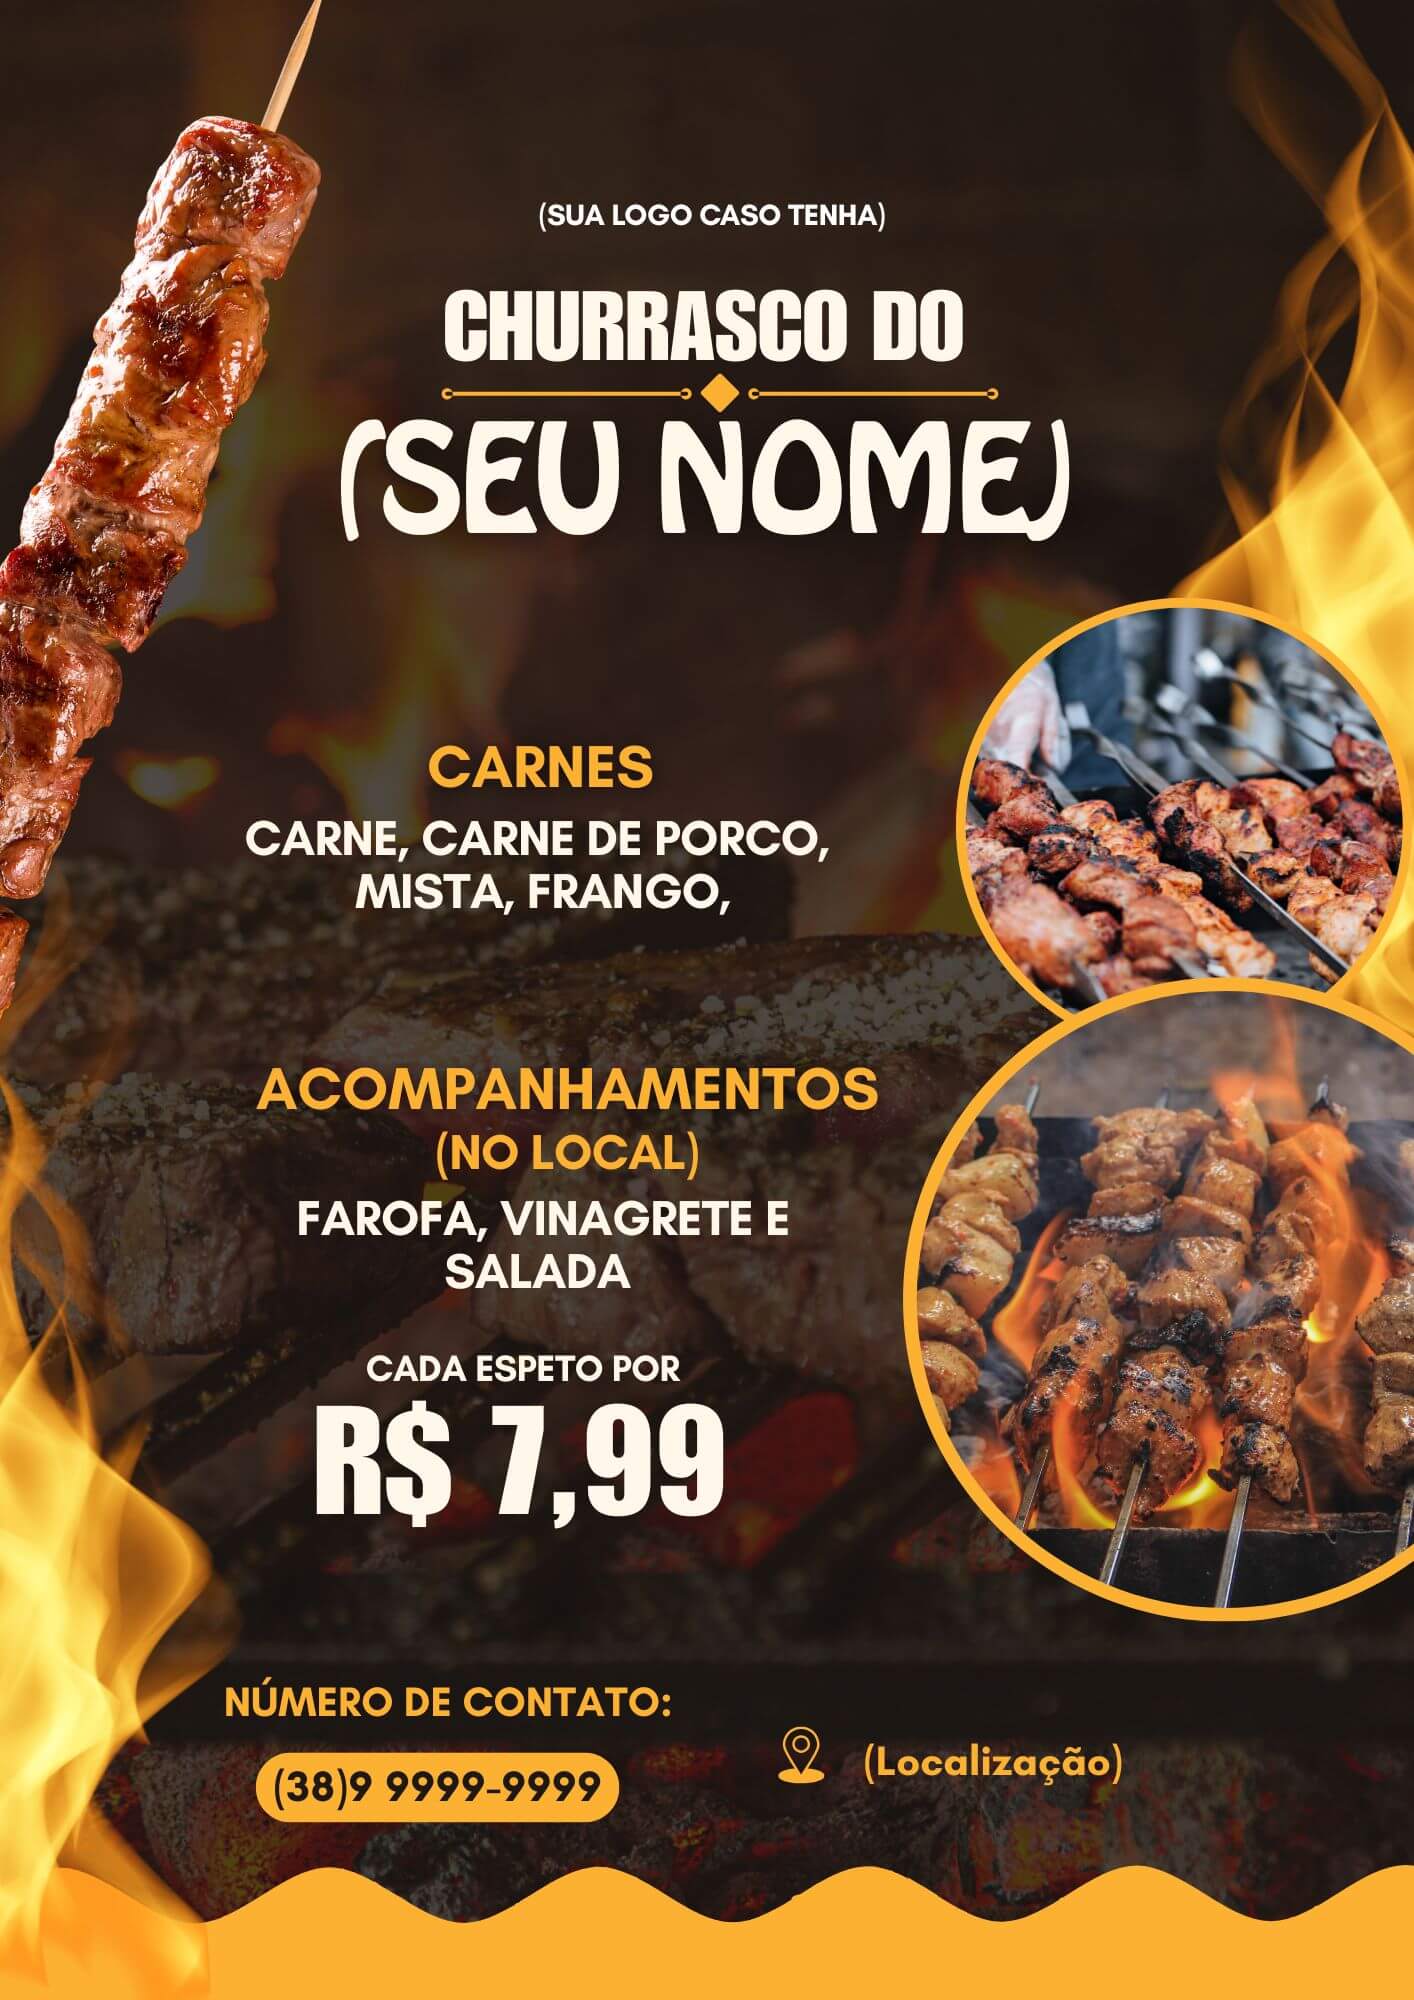 (SUA LOGO CASO TENHA)
CHURRASCO DO
(SEU NOME)
CARNES
CARNE, CARNE DE PORCO,
MISTA, FRANGO,
ACOMPANHAMENTOS
(NO LOCAL)
FAROFA, VINAGRETE E
SALADA
CADA ESPETO POR
R$ 7,99
NÚMERO DE CONTATO:
(38)9 9999-9999
(Localização)